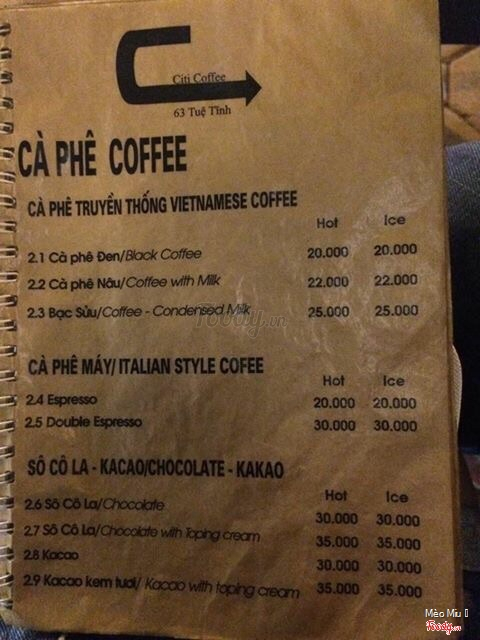 Citi Coffee
63 Tuệ Tĩnh
CÀ PHÊ COFFEE
CÀ PHÊ TRUYỀN THỐNG VIETNAMESE COFFEE
Hot Ice
2.1 Cà phê Đen/Black Coffee 20.000 20.000
2.2 Cà phê Nâu/Coffee with Milk 22.000 22.000
2.3 Bạc Sửu/Coffee - Condensed Milk 25.000 25.000
Foody.vn
CÀ PHÊ MÁY/ ITALIAN STYLE COFEE
Hot Ice
2.4 Espresso 20.000 20.000
2.5 Double Espresso 30.000 30.000
SÔ CÔ LA - KACAO/CHOCOLATE - KAKAO
Hot Ice
2.6 Sô Cô La/Chocolate 30.000 30.000
2.7 Sô Cô La/Chocolate with Toping cream 35.000 35.000
2.8 Kacao 30.000 30.000
2.9 Kacao kem tươi/ Kacao with toping cream 35.000 35.000
Mèo Miu
Foody.vn